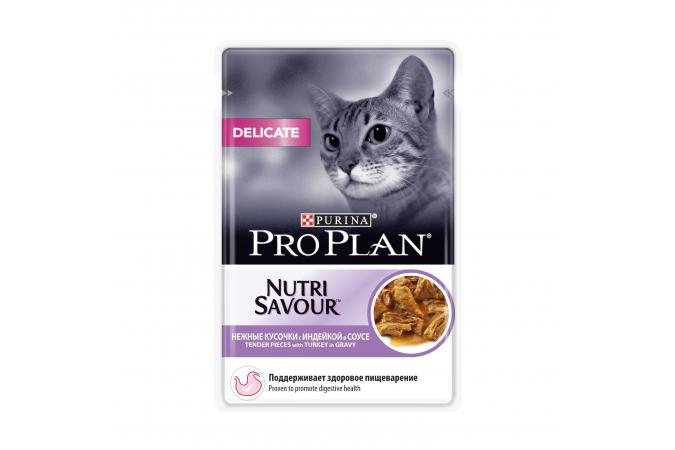 DELICATE
PURINA®
PRO PLAN®
NUTRI
SAVOUR™
НЕЖНЫЕ КУСОЧКИ с ИНДЕЙКОЙ в СОУСЕ
TENDER PIECES with TURKEY in GRAVY
Поддерживает здоровое пищеварение
Proven to promote digestive health